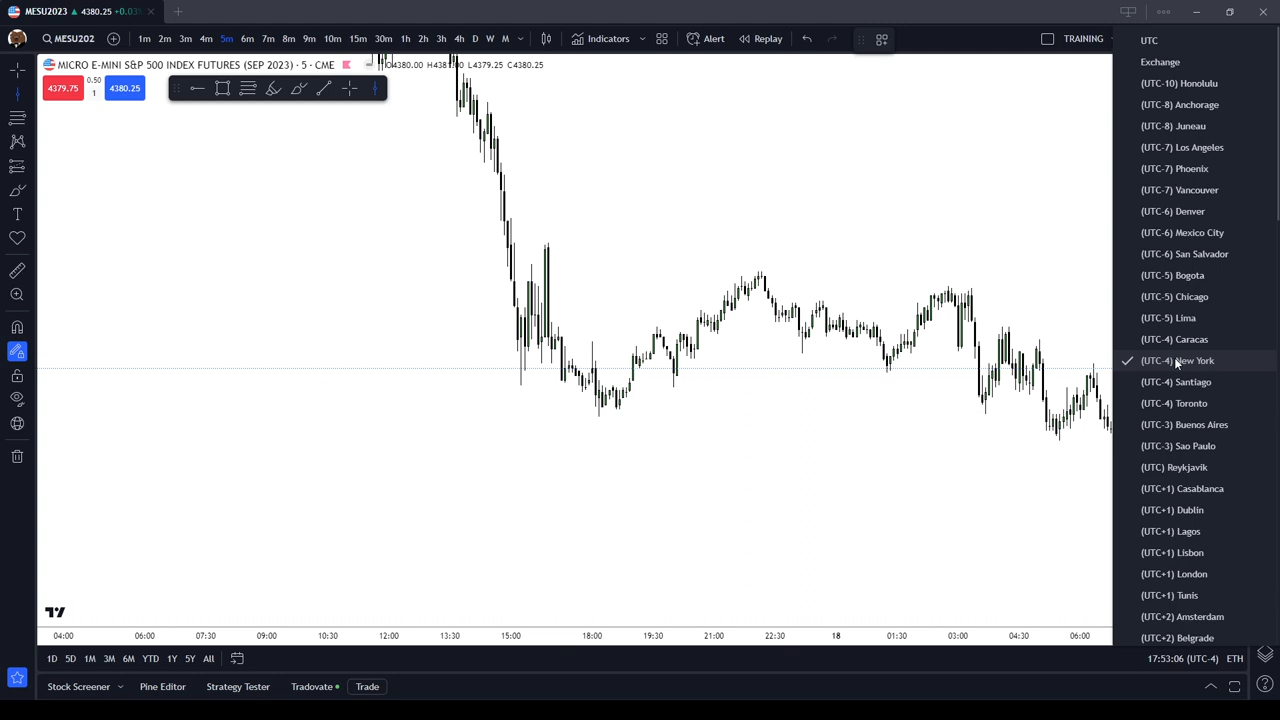 MESU2023 ▲ 4380.25 +0.03
MESU202 1m 2m 3m 4m 5m 6m 7m 8m 9m 10m 15m 30m 1h 2h 3h 4h D W M Indicators Alert Replay TRAINING
MICRO E-MINI S&P 500 INDEX FUTURES (SEP 2023) · 5 · CME O4380.00 L4379.25 C4380.25
4379.75 0.50 1 4380.25
UTC
Exchange
(UTC-10) Honolulu
(UTC-8) Anchorage
(UTC-8) Juneau
(UTC-7) Los Angeles
(UTC-7) Phoenix
(UTC-7) Vancouver
(UTC-6) Denver
(UTC-6) Mexico City
(UTC-6) San Salvador
(UTC-5) Bogota
(UTC-5) Chicago
(UTC-5) Lima
(UTC-4) Caracas
(UTC-4) New York
(UTC-4) Santiago
(UTC-4) Toronto
(UTC-3) Buenos Aires
(UTC-3) Sao Paulo
(UTC) Reykjavik
(UTC+1) Casablanca
(UTC+1) Dublin
(UTC+1) Lagos
(UTC+1) Lisbon
(UTC+1) London
(UTC+1) Tunis
(UTC+2) Amsterdam
(UTC+2) Belgrade
04:00 06:00 07:30 09:00 10:30 12:00 13:30 15:00 18:00 19:30 21:00 22:30 18 01:30 03:00 04:30 06:00
1D 5D 1M 3M 6M YTD 1Y 5Y All 17:53:06 (UTC-4) ETH
Stock Screener Pine Editor Strategy Tester Tradovate Trade